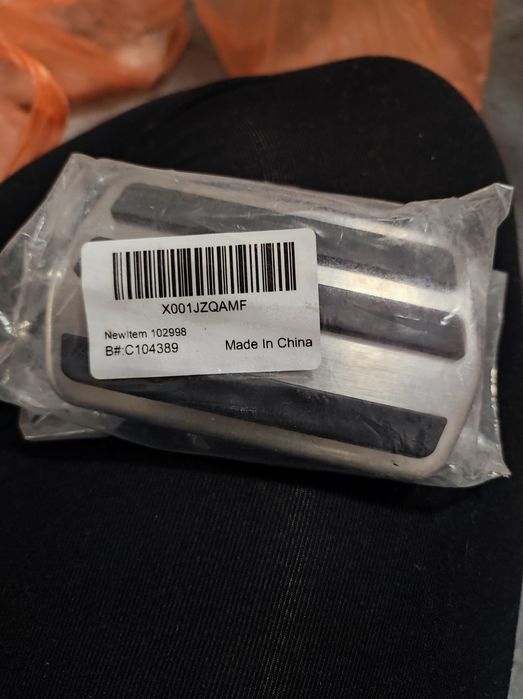 X001JZQAMF
NewItem 102998
B#:C104389
Made In China